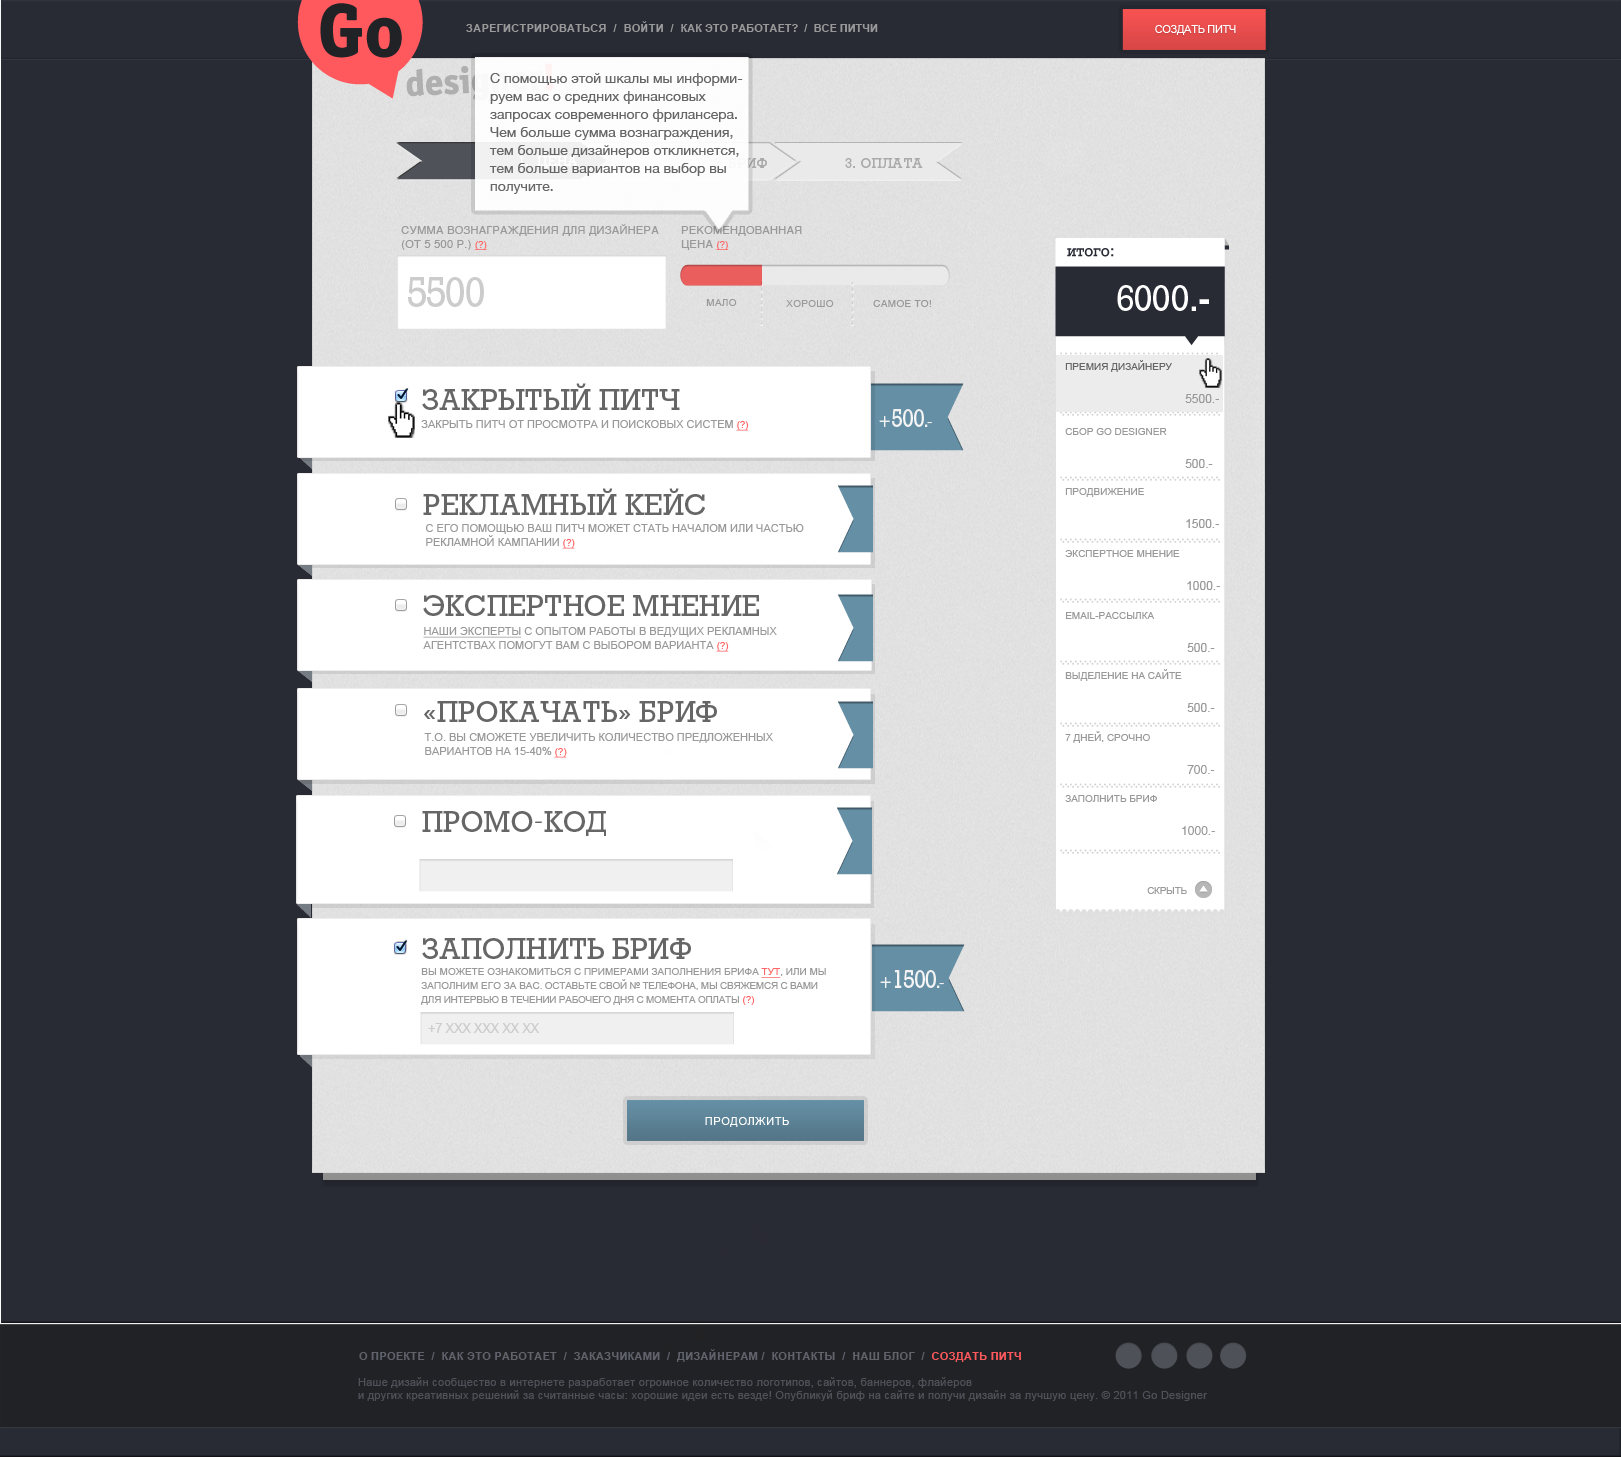 Go
ЗАРЕГИСТРИРОВАТЬСЯ / ВОЙТИ / КАК ЭТО РАБОТАЕТ? / ВСЕ ПИТЧИ
СОЗДАТЬ ПИТЧ
С помощью этой шкалы мы информи-
руем вас о средних финансовых
запросах современного фрилансера.
Чем больше сумма вознаграждения,
тем больше дизайнеров откликнется,
тем больше вариантов на выбор вы
получите.
3. ОПЛАТА
СУММА ВОЗНАГРАЖДЕНИЯ ДЛЯ ДИЗАЙНЕРА
(ОТ 5 500 Р.) (?)
5500
РЕКОМЕНДОВАННАЯ
ЦЕНА (?)
МАЛО
ХОРОШО
САМОЕ ТО!
ЗАКРЫТЫЙ ПИТЧ
ЗАКРЫТЬ ПИТЧ ОТ ПРОСМОТРА И ПОИСКОВЫХ СИСТЕМ (?)
+500.-
РЕКЛАМНЫЙ КЕЙС
С ЕГО ПОМОЩЬЮ ВАШ ПИТЧ МОЖЕТ СТАТЬ НАЧАЛОМ ИЛИ ЧАСТЬЮ
РЕКЛАМНОЙ КАМПАНИИ (?)
ЭКСПЕРТНОЕ МНЕНИЕ
НАШИ ЭКСПЕРТЫ С ОПЫТОМ РАБОТЫ В ВЕДУЩИХ РЕКЛАМНЫХ
АГЕНТСТВАХ ПОМОГУТ ВАМ С ВЫБОРОМ ВАРИАНТА (?)
«ПРОКАЧАТЬ» БРИФ
Т.О. ВЫ СМОЖЕТЕ УВЕЛИЧИТЬ КОЛИЧЕСТВО ПРЕДЛОЖЕННЫХ
ВАРИАНТОВ НА 15-40% (?)
ПРОМО-КОД
ЗАПОЛНИТЬ БРИФ
ВЫ МОЖЕТЕ ОЗНАКОМИТЬСЯ С ПРИМЕРАМИ ЗАПОЛНЕНИЯ БРИФА ТУТ, ИЛИ МЫ
ЗАПОЛНИМ ЕГО ЗА ВАС. ОСТАВЬТЕ СВОЙ № ТЕЛЕФОНА, МЫ СВЯЖЕМСЯ С ВАМИ
ДЛЯ ИНТЕРВЬЮ В ТЕЧЕНИИ РАБОЧЕГО ДНЯ С МОМЕНТА ОПЛАТЫ (?)
+7 XXX XXX XX XX
+1500.-
ПРОДОЛЖИТЬ
ИТОГО:
6000.-
ПРЕМИЯ ДИЗАЙНЕРУ
5500.-
СБОР GO DESIGNER
500.-
ПРОДВИЖЕНИЕ
1500.-
ЭКСПЕРТНОЕ МНЕНИЕ
1000.-
EMAIL-РАССЫЛКА
500.-
ВЫДЕЛЕНИЕ НА САЙТЕ
500.-
7 ДНЕЙ, СРОЧНО
700.-
ЗАПОЛНИТЬ БРИФ
1000.-
СКРЫТЬ
О ПРОЕКТЕ / КАК ЭТО РАБОТАЕТ / ЗАКАЗЧИКАМИ / ДИЗАЙНЕРАМ / КОНТАКТЫ / НАШ БЛОГ / СОЗДАТЬ ПИТЧ
Наше дизайн сообщество в интернете разработает огромное количество логотипов, сайтов, баннеров, флайеров
и других креативных решений за считанные часы: хорошие идеи есть везде! Опубликуй бриф на сайте и получи дизайн за лучшую цену. © 2011 Go Designer